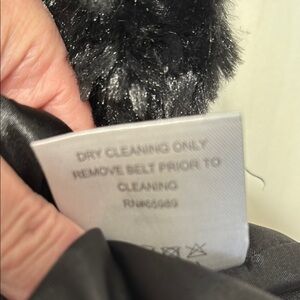 DRY CLEANING ONLY
REMOVE BELT PRIOR TO
CLEANING
RN#65989